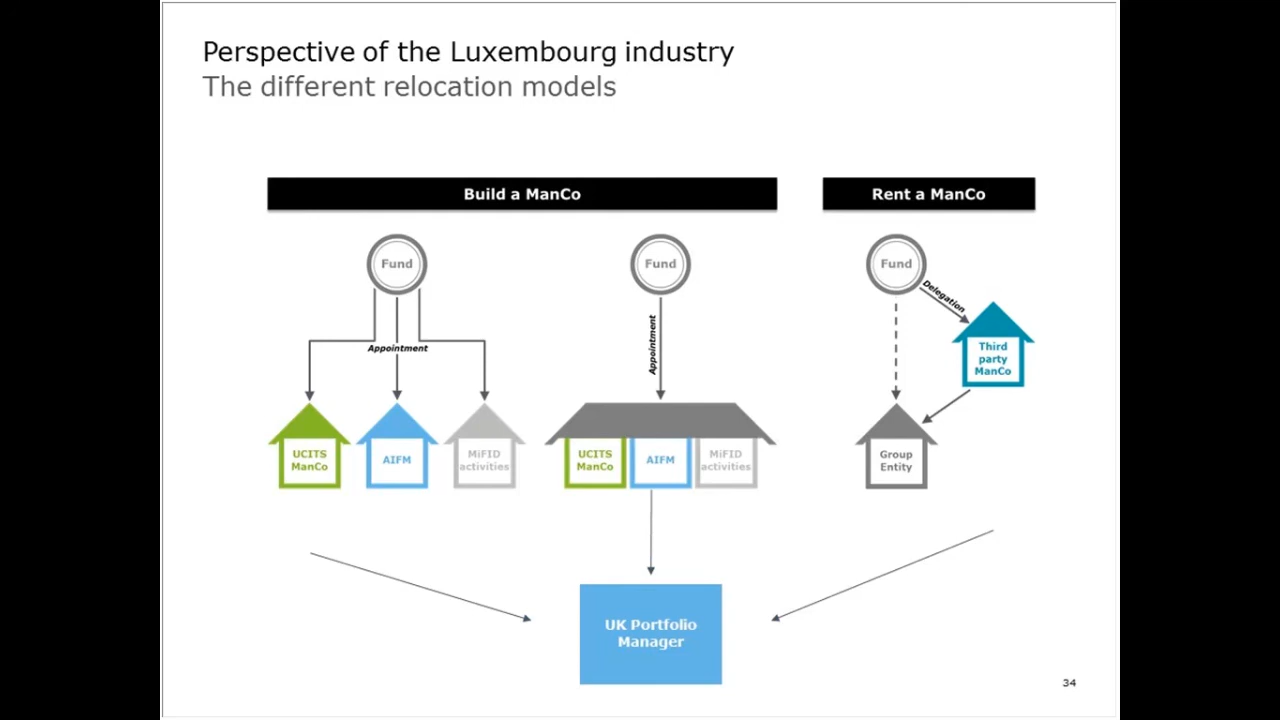 Perspective of the Luxembourg industry
The different relocation models
Build a ManCo
Rent a ManCo
Fund
Appointment
UCITS
ManCo
AIFM
MiFID
activities
Fund
Appointment
UCITS
ManCo
AIFM
MiFID
activities
Fund
Delegation
Third
party
ManCo
Group
Entity
UK Portfolio
Manager
34